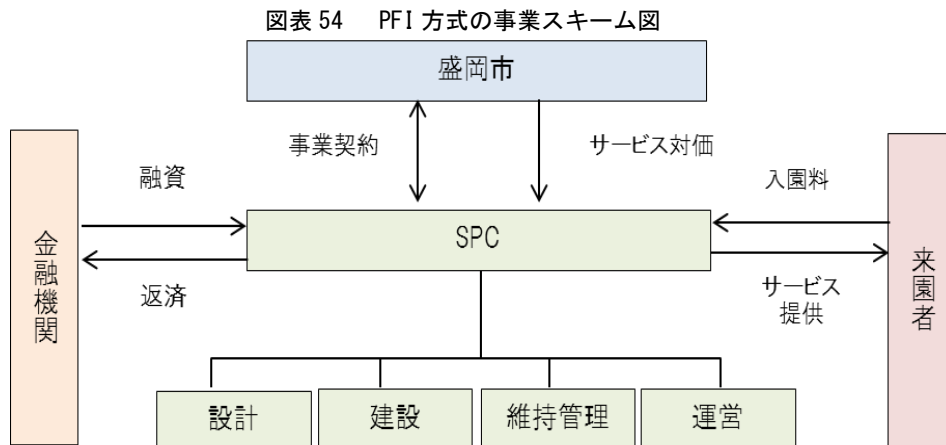 図表 54 PFI 方式の事業スキーム図
盛岡市
事業契約
サービス対価
融資
入園料
SPC
金融機関
来園者
返済
サービス
提供
設計
建設
維持管理
運営